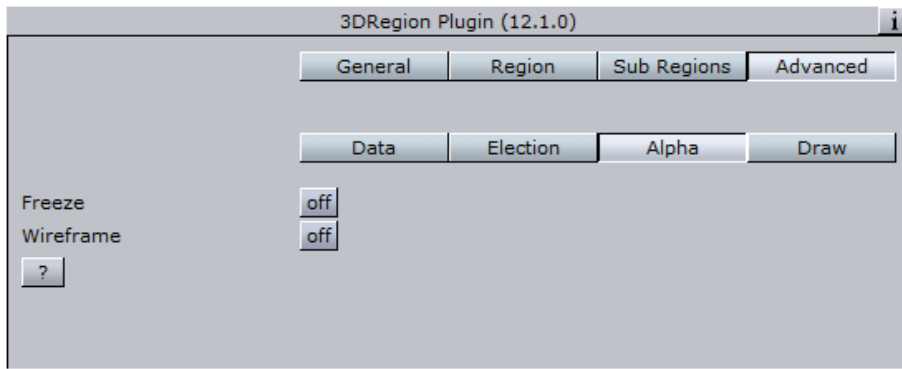 3DRegion Plugin (12.1.0) i
General Region Sub Regions Advanced
Data Election Alpha Draw
Freeze off
Wireframe off
?